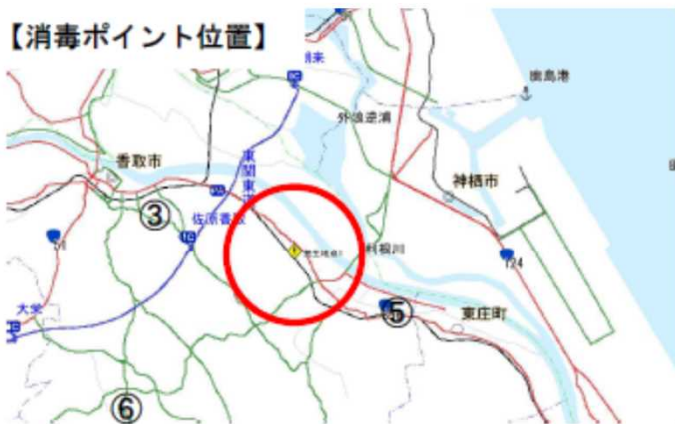 【消毒ポイント位置】
鹿島港
外浪逆浦
香取市
東関東道
神栖市
③
佐原香取
IC
利根川
124
大栄
⑤
東庄町
⑥